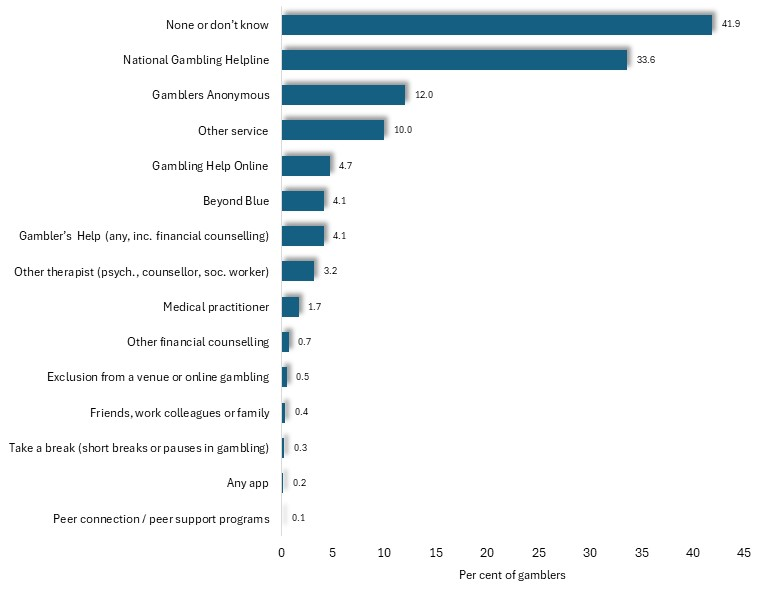 None or don’t know 41.9
National Gambling Helpline 33.6
Gamblers Anonymous 12.0
Other service 10.0
Gambling Help Online 4.7
Beyond Blue 4.1
Gambler’s Help (any, inc. financial counselling) 4.1
Other therapist (psych., counsellor, soc. worker) 3.2
Medical practitioner 1.7
Other financial counselling 0.7
Exclusion from a venue or online gambling 0.5
Friends, work colleagues or family 0.4
Take a break (short breaks or pauses in gambling) 0.3
Any app 0.2
Peer connection / peer support programs 0.1
0 5 10 15 20 25 30 35 40 45
Per cent of gamblers